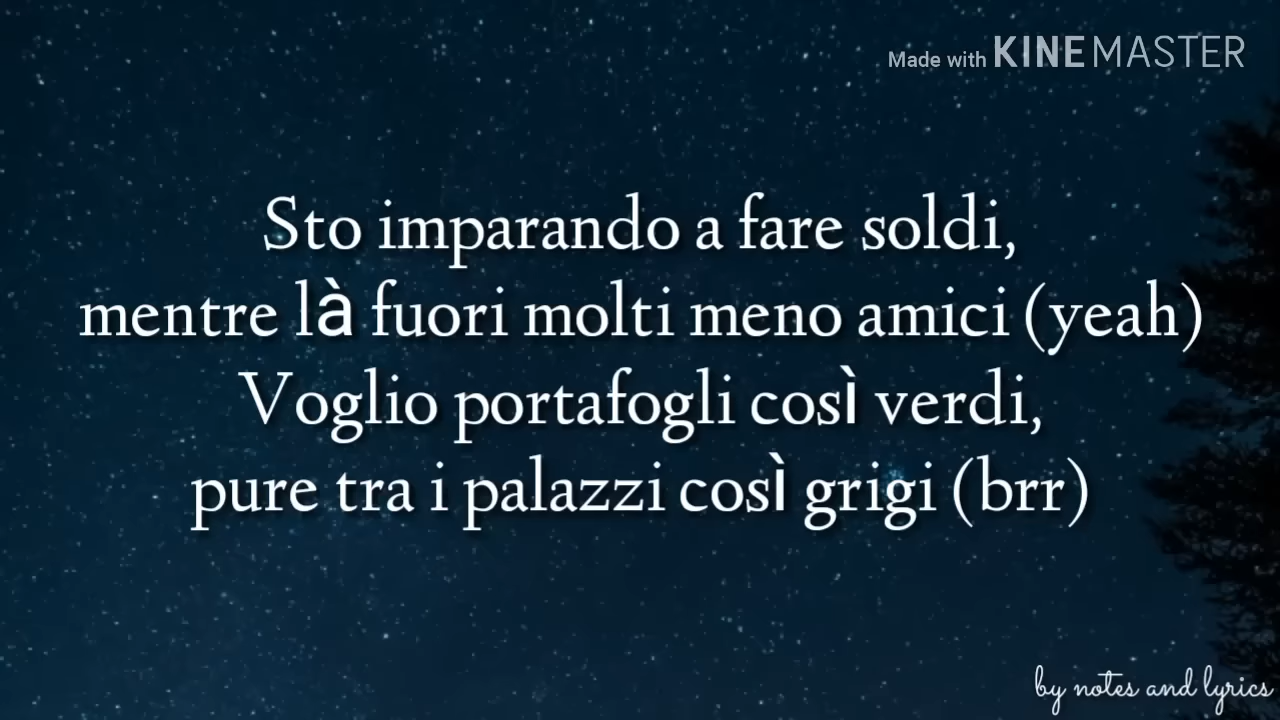 Made with KINEMASTER
Sto imparando a fare soldi,
mentre là fuori molti meno amici (yeah)
Voglio portafogli così verdi,
pure tra i palazzi così grigi (brr)
by notes and lyrics